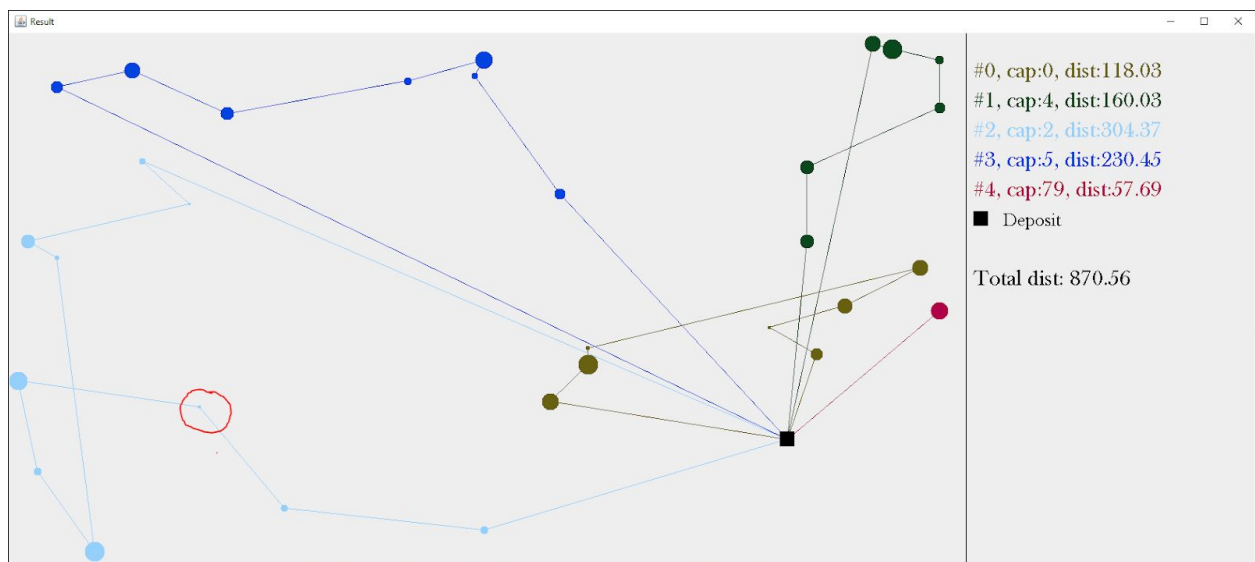 Result
#0, cap:0, dist:118.03
#1, cap:4, dist:160.03
#2, cap:2, dist:304.37
#3, cap:5, dist:230.45
#4, cap:79, dist:57.69
Deposit
Total dist: 870.56